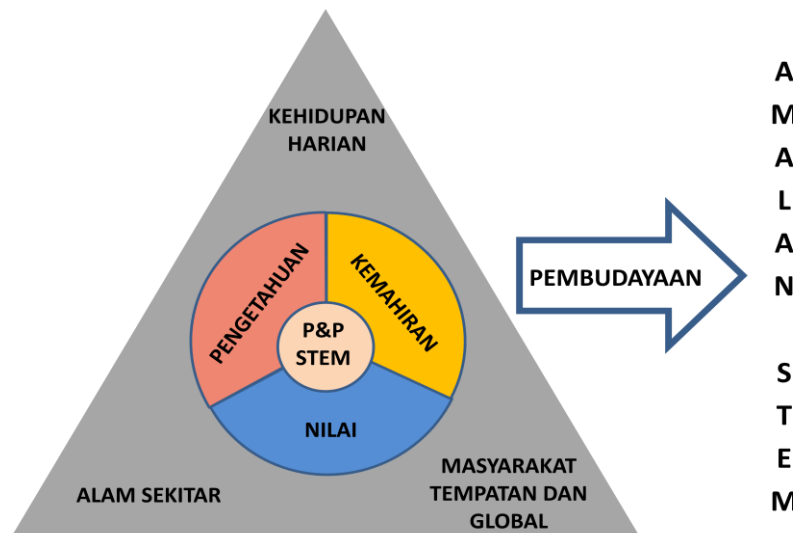 KEHIDUPAN
HARIAN
PENGETAHUAN
KEMAHIRAN
P&P
STEM
NILAI
ALAM SEKITAR
MASYARAKAT
TEMPATAN DAN
GLOBAL
PEMBUDAYAAN
A
M
A
L
A
N
S
T
E
M